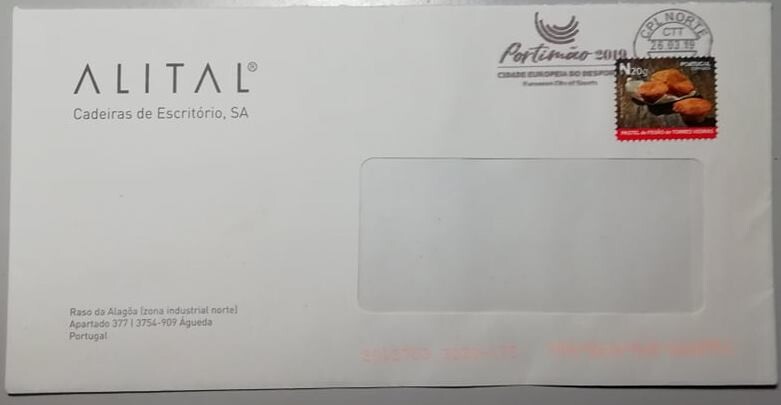 ALITAL®
Cadeiras de Escritório, SA
Portimão 2019
CIDADE EUROPEIA DO DESPORTO
European City of Sports
CPL NORTE
CTT
26.03.19
N20g
PORTUGAL
PASTEL de FEIJÃO de TORRES VEDRAS
Raso da Alagôa (zona industrial norte)
Apartado 377 | 3754-909 Águeda
Portugal